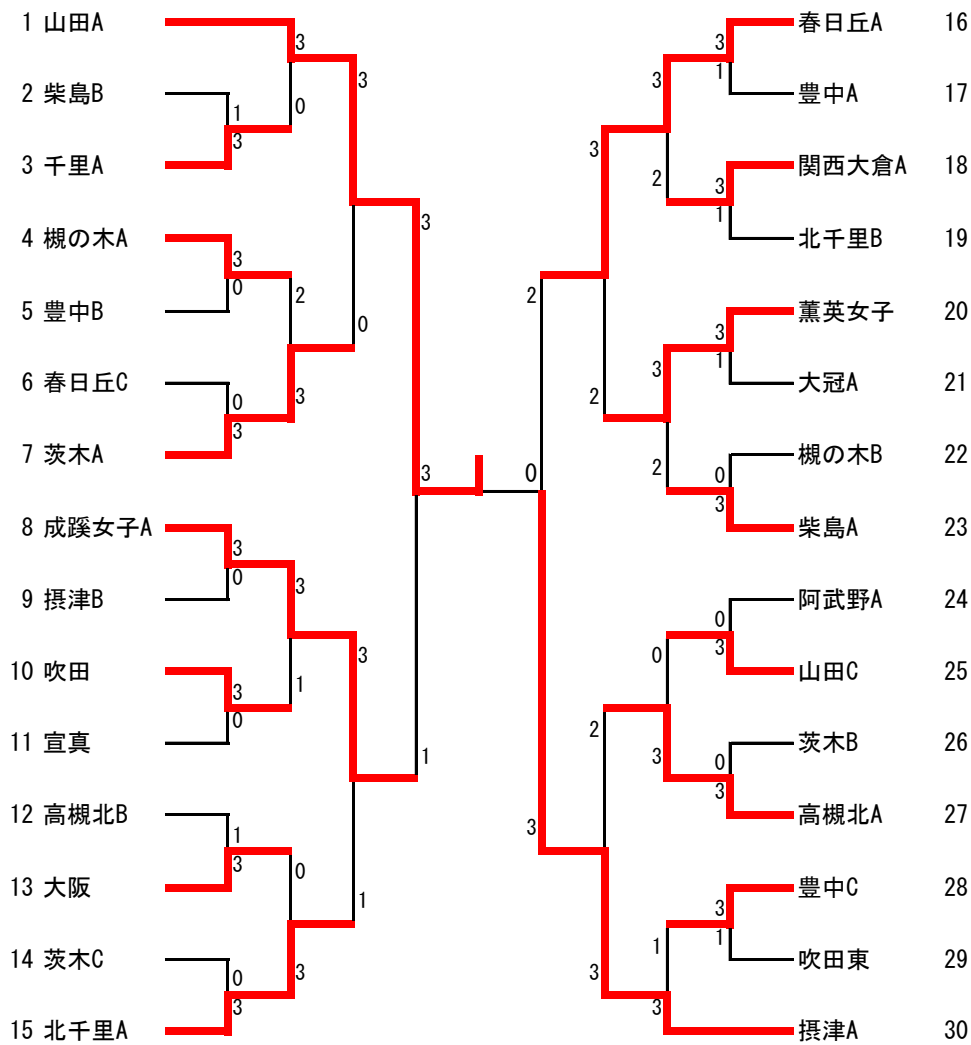 1 山田A
2 柴島B
3 千里A
4 槻の木A
5 豊中B
6 春日丘C
7 茨木A
8 成蹊女子A
9 摂津B
10 吹田
11 宣真
12 高槻北B
13 大阪
14 茨木C
15 北千里A
3
1
3
0
3
0
2
0
3
3
3
0
3
0
3
0
3
1
1
3
0
0
3
3
3
0
3
1
3
1
3
0
春日丘A 16
豊中A 17
関西大倉A 18
北千里B 19
薫英女子 20
大冠A 21
槻の木B 22
柴島A 23
阿武野A 24
山田C 25
茨木B 26
高槻北A 27
豊中C 28
吹田東 29
摂津A 30
3
1
3
2
3
1
3
1
3
2
0
3
3
2
0
3
0
3
0
3
3
1
1
3
2
3
2
3